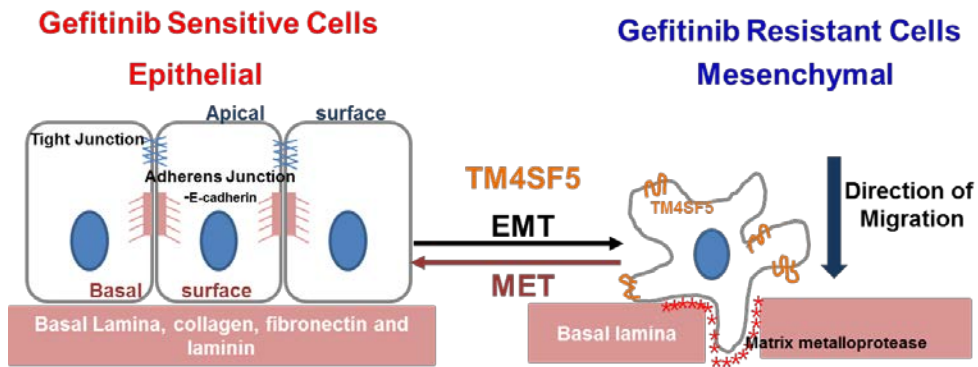 Gefitinib Sensitive Cells
Epithelial
Apical surface
Tight Junction
Adherens Junction
-E-cadherin
Basal surface
Basal Lamina, collagen, fibronectin and
laminin
TM4SF5
EMT
MET
Gefitinib Resistant Cells
Mesenchymal
TM4SF5
Direction of
Migration
Basal lamina
Matrix metalloprotease